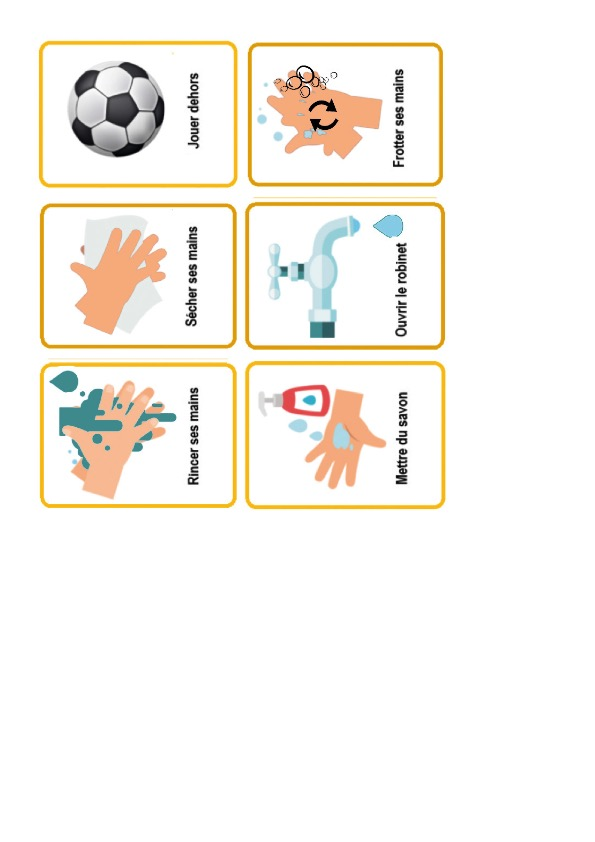 Rincer ses mains
Sécher ses mains
Jouer dehors
Mettre du savon
Ouvrir le robinet
Frotter ses mains